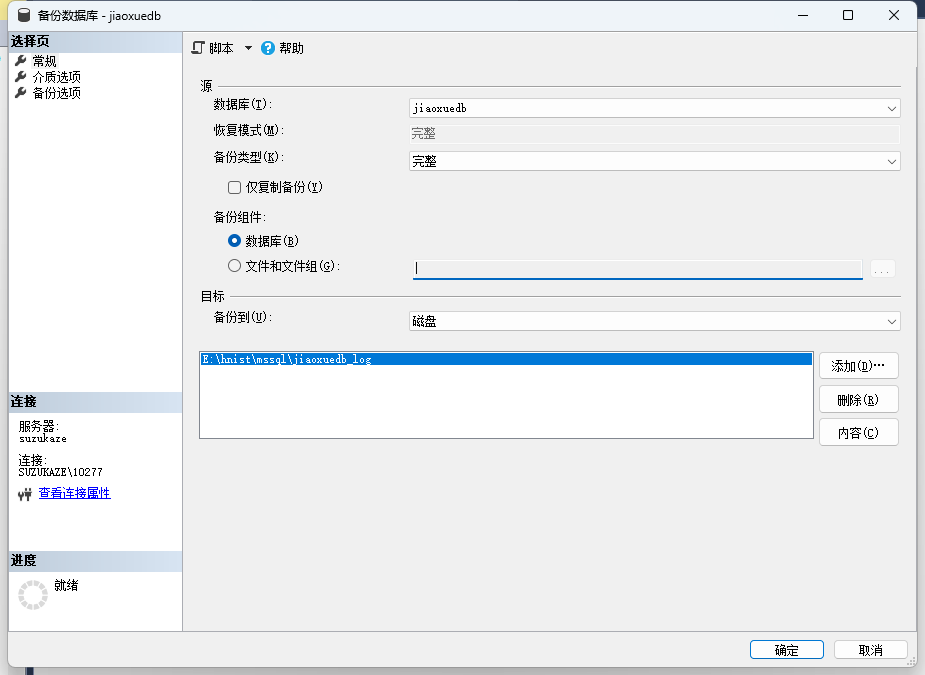 备份数据库 - jiaoxuedb
选择页
常规
介质选项
备份选项
脚本
帮助
源
数据库(T):
jiaoxuedb
恢复模式(M):
完整
备份类型(K):
完整
仅复制备份(Y)
备份组件:
数据库(B)
文件和文件组(G):
...
目标
备份到(U):
磁盘
E:\hnist\mssql\jiaoxuedb_log
添加(D)...
删除(R)
内容(C)
连接
服务器:
suzukaze
连接:
SUZUKAZE\10277
查看连接属性
进度
就绪
确定
取消